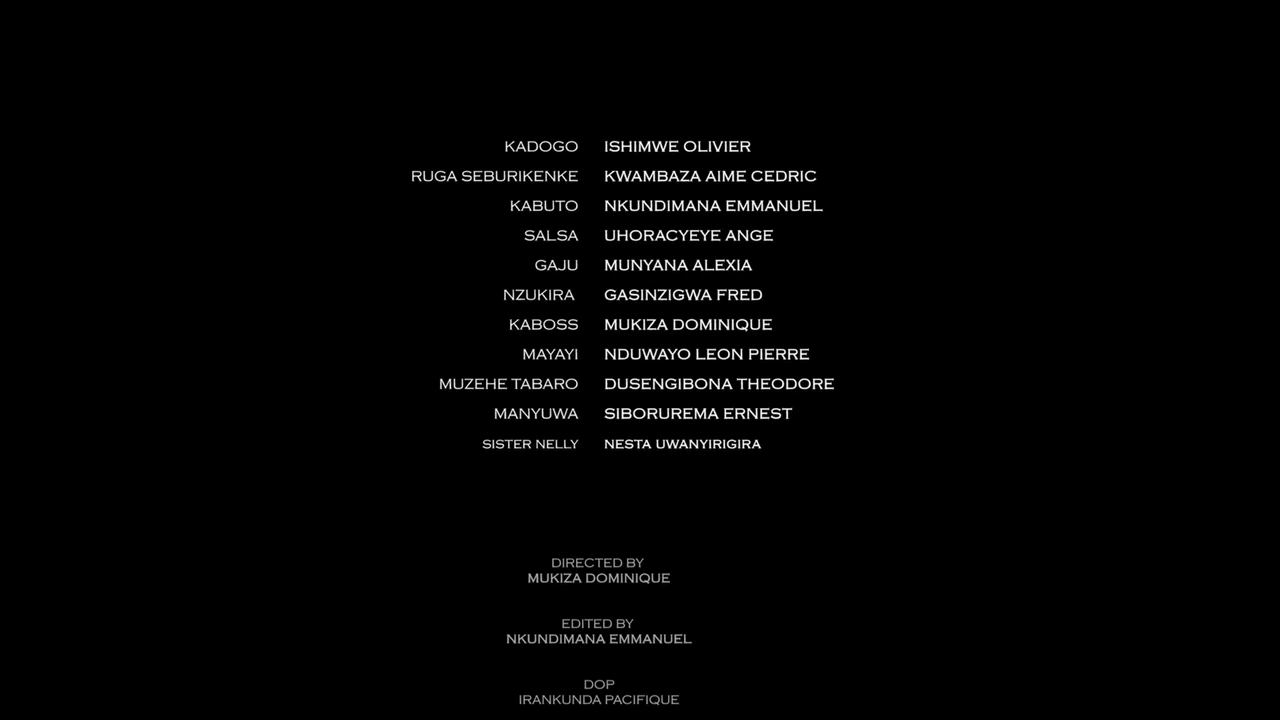 KADOGO ISHIMWE OLIVIER
RUGA SEBURIKENKE KWAMBAZA AIME CEDRIC
KABUTO NKUNDIMANA EMMANUEL
SALSA UHORACYEYE ANGE
GAJU MUNYANA ALEXIA
NZUKIRA GASINZIGWA FRED
KABOSS MUKIZA DOMINIQUE
MAYAYI NDUWAYO LEON PIERRE
MUZEHE TABARO DUSENGIBONA THEODORE
MANYUWA SIBORUREMA ERNEST
SISTER NELLY NESTA UWANYIRIGIRA
DIRECTED BY
MUKIZA DOMINIQUE
EDITED BY
NKUNDIMANA EMMANUEL
DOP
IRANKUNDA PACIFIQUE